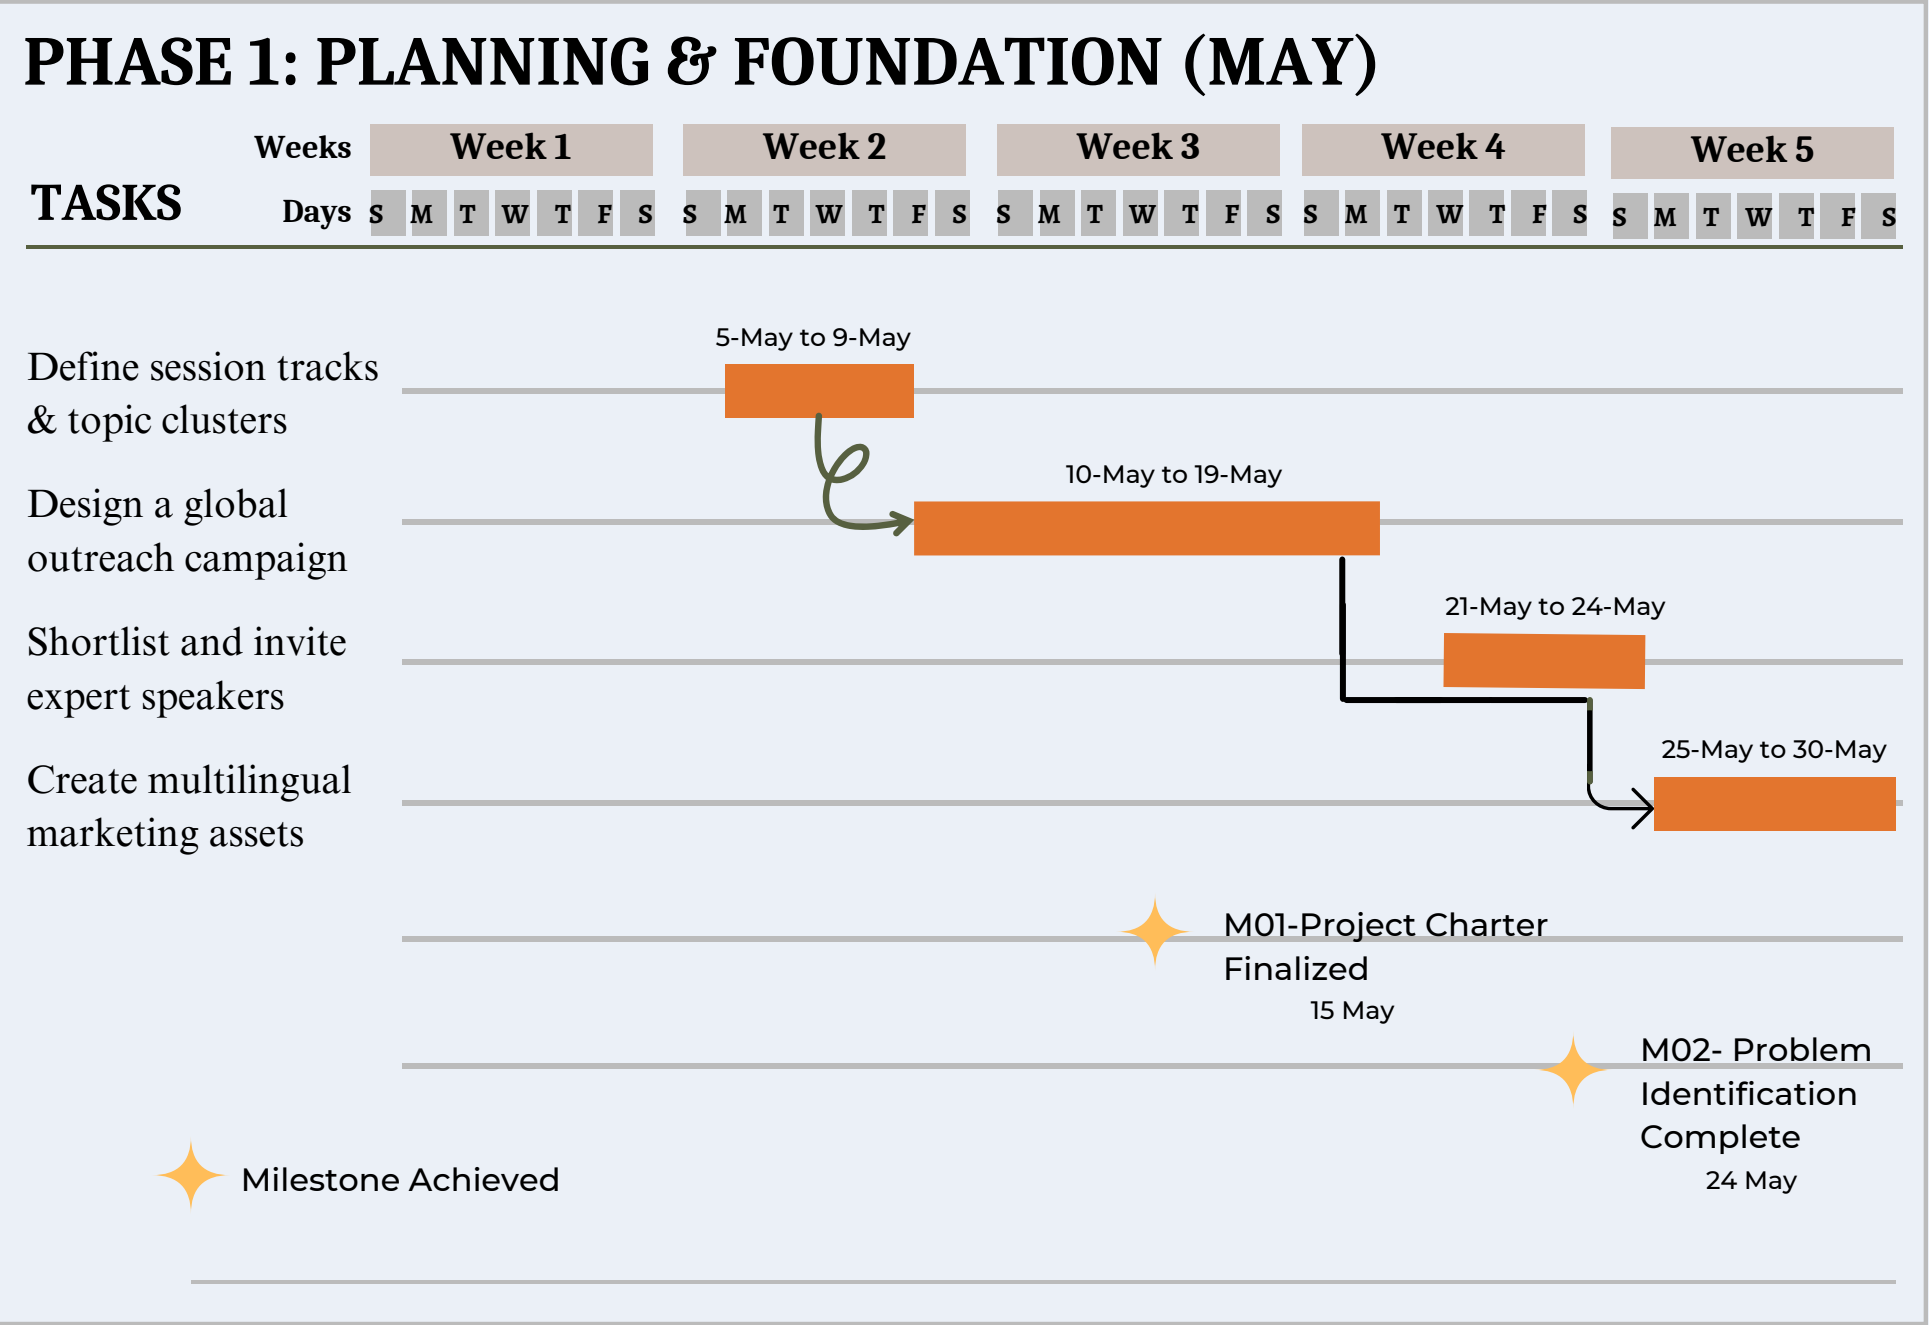 PHASE 1: PLANNING & FOUNDATION (MAY)
Weeks Week 1 Week 2 Week 3 Week 4 Week 5
TASKS Days S M T W T F S S M T W T F S S M T W T F S S M T W T F S S M T W T F S
5-May to 9-May
Define session tracks
& topic clusters
10-May to 19-May
Design a global
outreach campaign
21-May to 24-May
Shortlist and invite
expert speakers
25-May to 30-May
Create multilingual
marketing assets
M01-Project Charter
Finalized
15 May
M02- Problem
Identification
Complete
24 May
Milestone Achieved